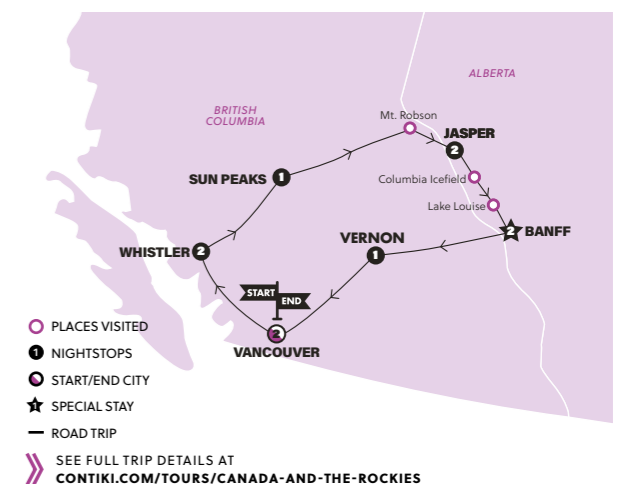 ALBERTA
BRITISH
COLUMBIA
Mt. Robson
JASPER
2
SUN PEAKS
1
Columbia Icefield
Lake Louise
BANFF
2
VERNON
1
WHISTLER
2
START
END
2
VANCOUVER
PLACES VISITED
1 NIGHTSTOPS
START/END CITY
1 SPECIAL STAY
ROAD TRIP
SEE FULL TRIP DETAILS AT
CONTIKI.COM/TOURS/CANADA-AND-THE-ROCKIES